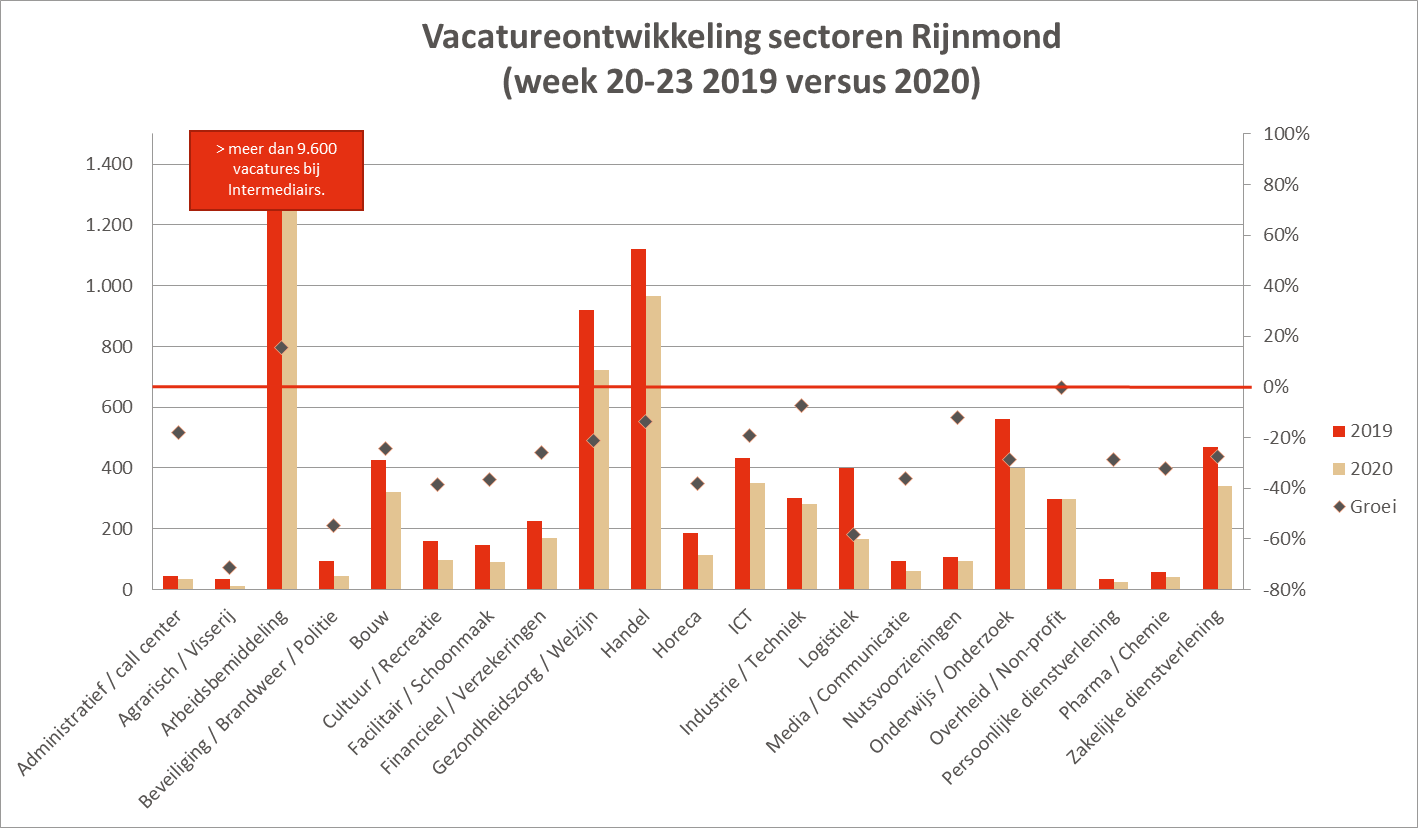 Vacatureontwikkeling sectoren Rijnmond
(week 20-23 2019 versus 2020)
> meer dan 9.600
vacatures bij
Intermediairs.
1.400
1.200
1.000
800
600
400
200
0
100%
80%
60%
40%
20%
0%
-20%
-40%
-60%
-80%
2019
2020
Groei
Administratief / call center
Agrarisch / Visserij
Arbeidsbemiddeling
Beveiliging / Brandweer / Politie
Bouw
Cultuur / Recreatie
Facilitair / Schoonmaak
Financieel / Verzekeringen
Gezondheidszorg / Welzijn
Handel
Horeca
ICT
Industrie / Techniek
Logistiek
Media / Communicatie
Nutsvoorzieningen
Onderwijs / Onderzoek
Overheid / Non-profit
Persoonlijke dienstverlening
Pharma / Chemie
Zakelijke dienstverlening